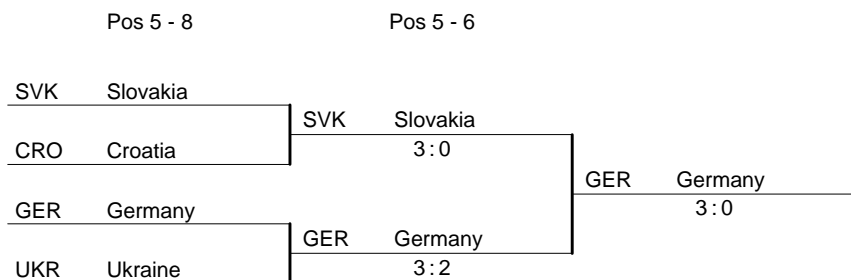 Pos 5 - 8 Pos 5 - 6
SVK Slovakia
SVK Slovakia
CRO Croatia 3 : 0
GER Germany
GER Germany 3 : 0
GER Germany
UKR Ukraine 3 : 2